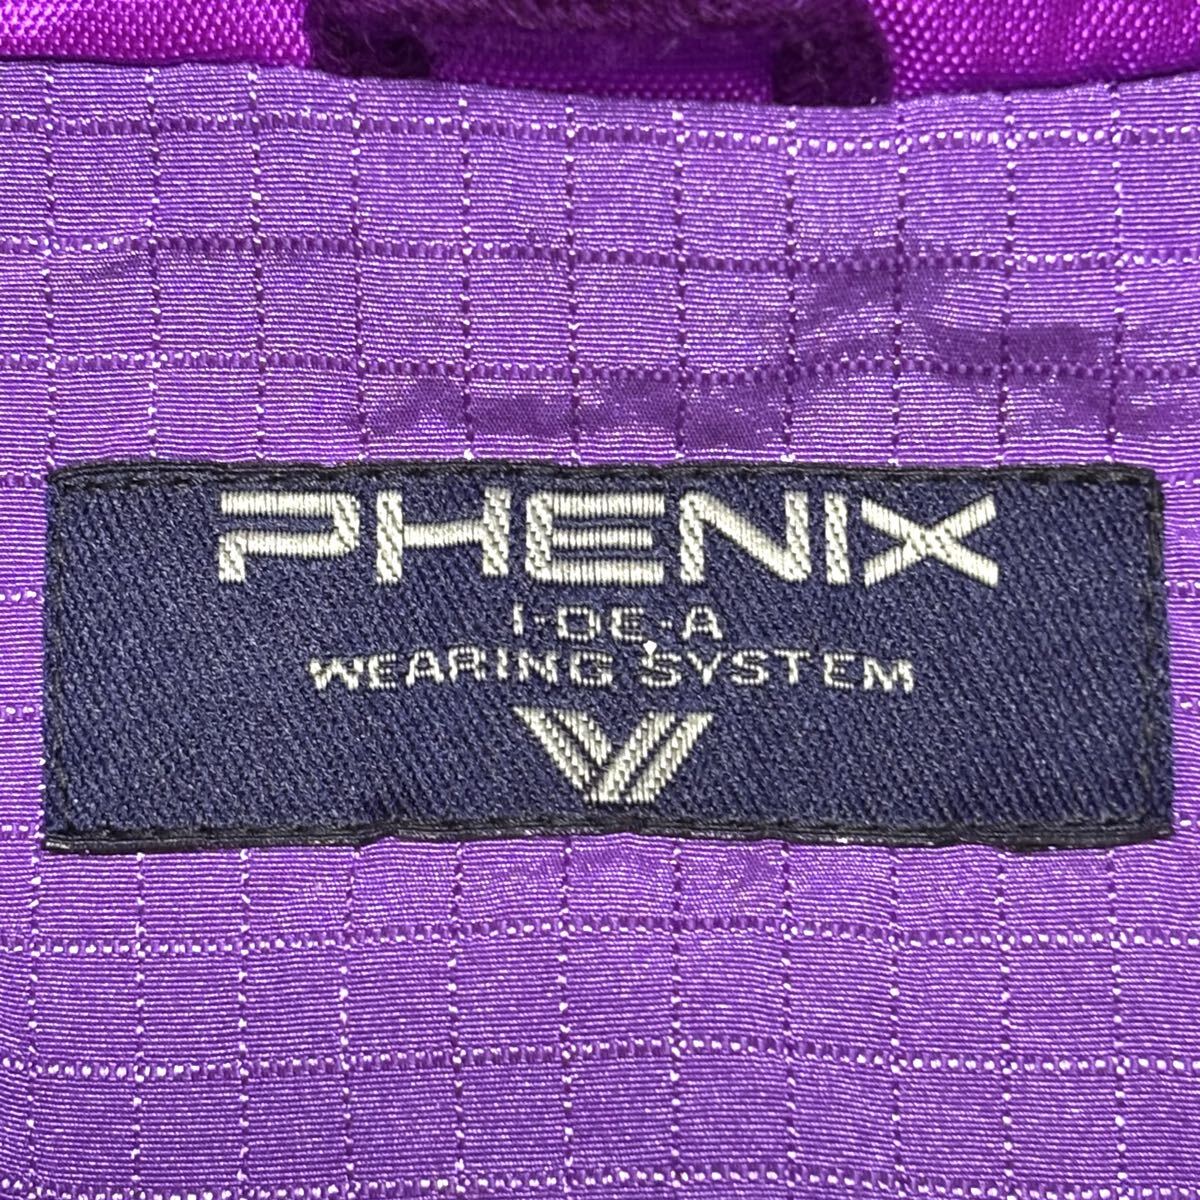 PHENIX
I-DE-A
WEARING SYSTEM